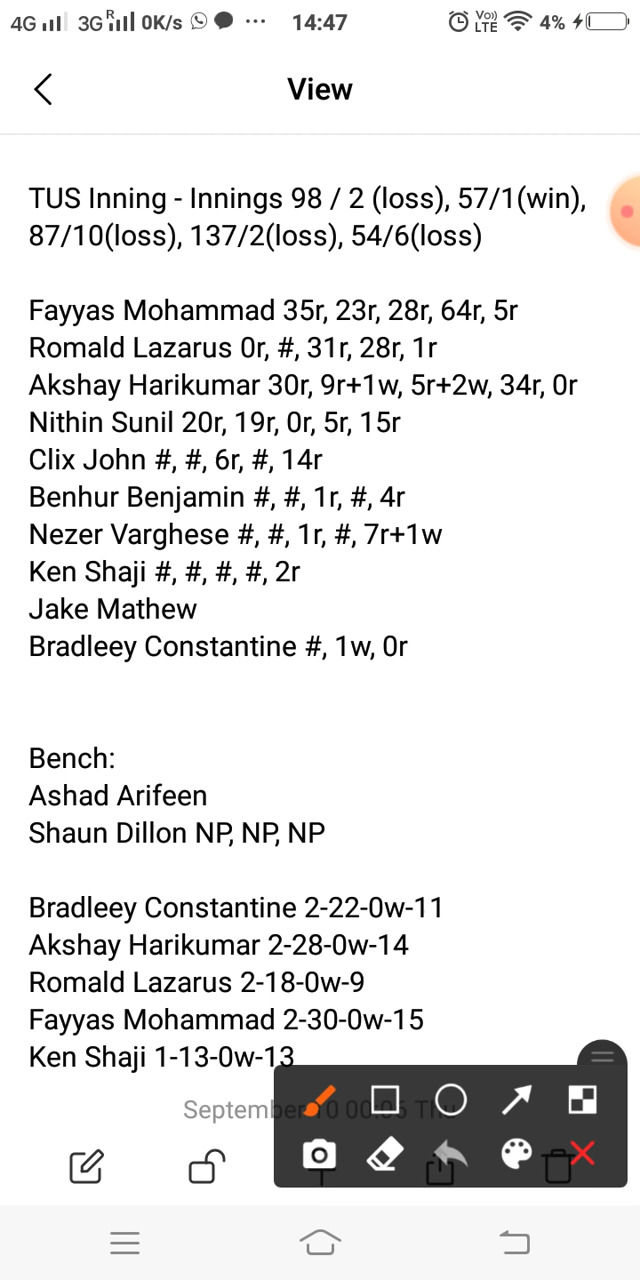 4G 3G R 0K/s ... 14:47 Vo)) LTE 4%
View
TUS Inning - Innings 98 / 2 (loss), 57/1(win),
87/10(loss), 137/2(loss), 54/6(loss)
Fayyas Mohammad 35r, 23r, 28r, 64r, 5r
Romald Lazarus 0r, #, 31r, 28r, 1r
Akshay Harikumar 30r, 9r+1w, 5r+2w, 34r, 0r
Nithin Sunil 20r, 19r, 0r, 5r, 15r
Clix John #, #, 6r, #, 14r
Benhur Benjamin #, #, 1r, #, 4r
Nezer Varghese #, #, 1r, #, 7r+1w
Ken Shaji #, #, #, #, 2r
Jake Mathew
Bradleey Constantine #, 1w, 0r
Bench:
Ashad Arifeen
Shaun Dillon NP, NP, NP
Bradleey Constantine 2-22-0w-11
Akshay Harikumar 2-28-0w-14
Romald Lazarus 2-18-0w-9
Fayyas Mohammad 2-30-0w-15
Ken Shaji 1-13-0w-13
September 10 00:06 Thu